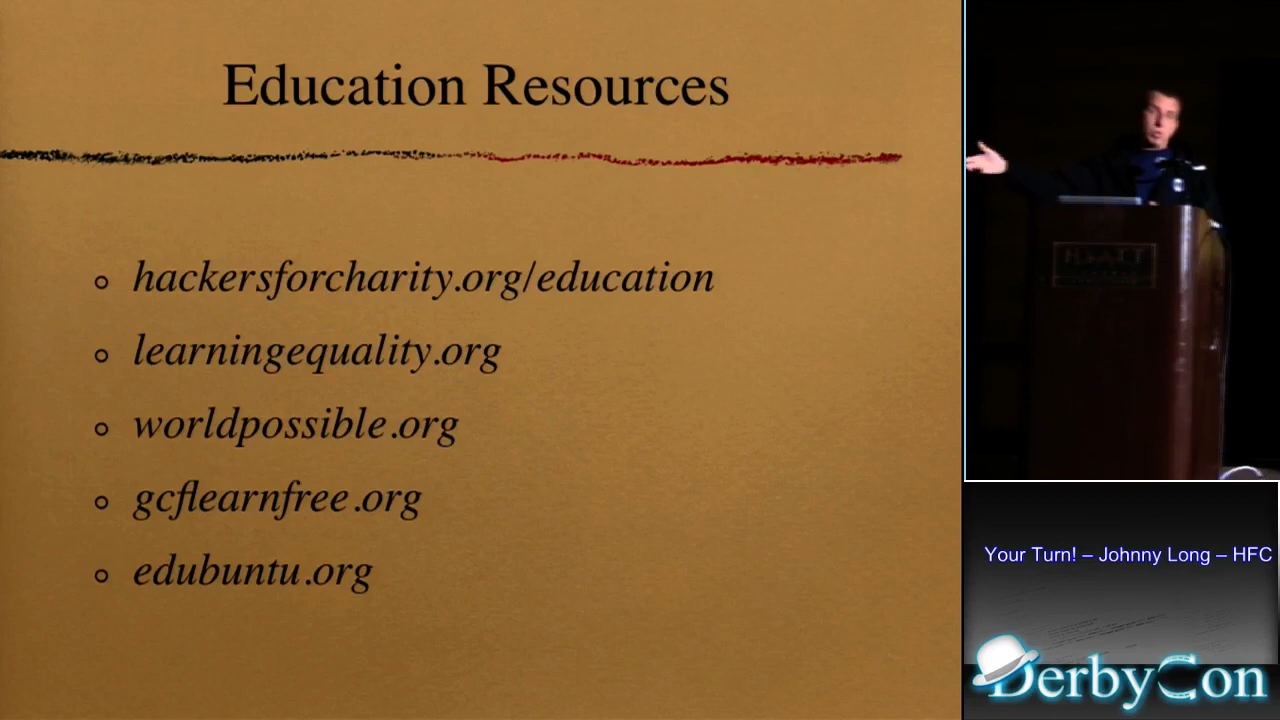 Education Resources
hackersforcharity.org/education
learningequality.org
worldpossible.org
gcflearnfree.org
edubuntu.org
HYATT
Your Turn! – Johnny Long – HFC
DerbyCon